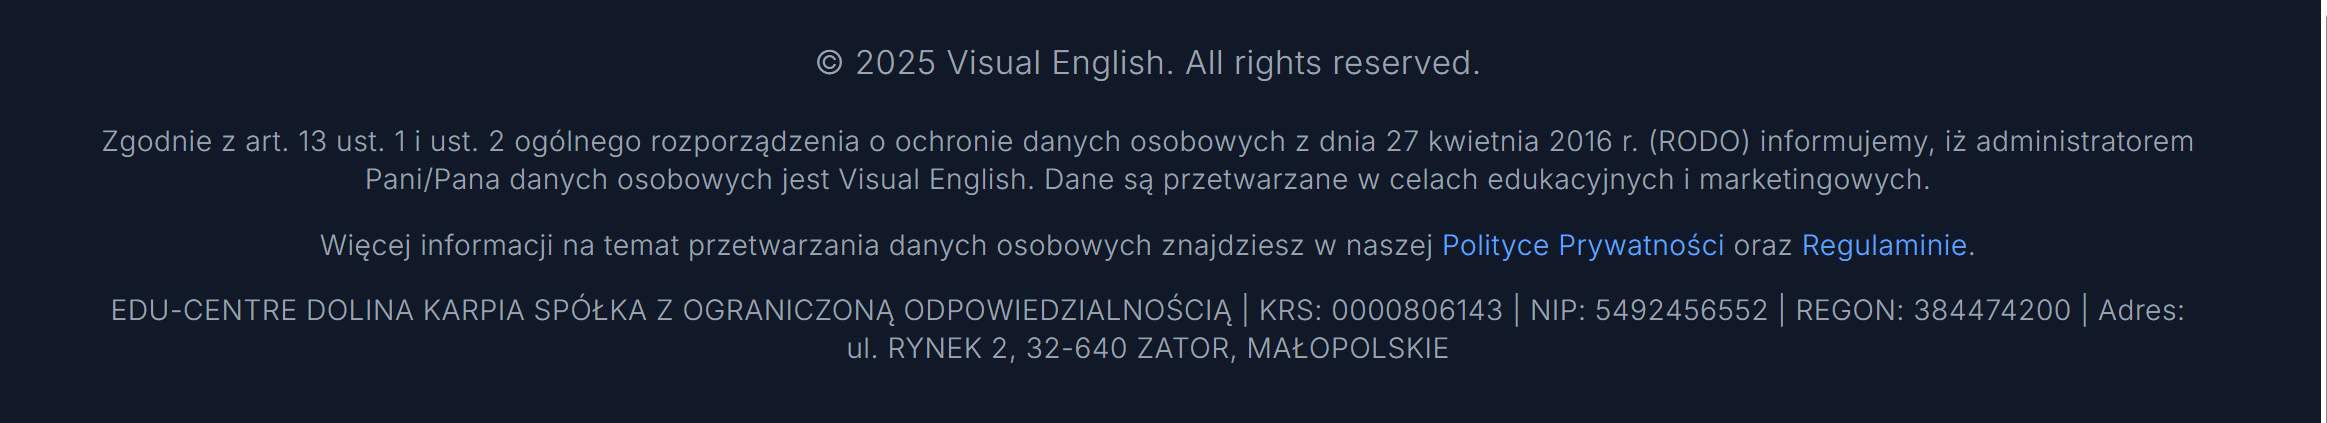 © 2025 Visual English. All rights reserved.
Zgodnie z art. 13 ust. 1 i ust. 2 ogólnego rozporządzenia o ochronie danych osobowych z dnia 27 kwietnia 2016 r. (RODO) informujemy, iż administratorem
Pani/Pana danych osobowych jest Visual English. Dane są przetwarzane w celach edukacyjnych i marketingowych.
Więcej informacji na temat przetwarzania danych osobowych znajdziesz w naszej Polityce Prywatności oraz Regulaminie.
EDU-CENTRE DOLINA KARPIA SPÓŁKA Z OGRANICZONĄ ODPOWIEDZIALNOŚCIĄ | KRS: 0000806143 | NIP: 5492456552 | REGON: 384474200 | Adres:
ul. RYNEK 2, 32-640 ZATOR, MAŁOPOLSKIE